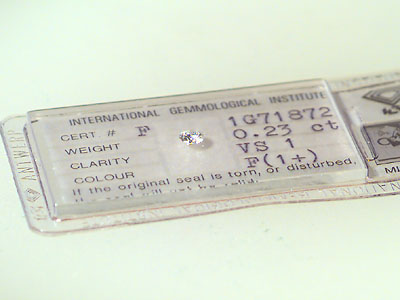 INTERNATIONAL GEMMOLOGICAL INSTITUTE
CERT. # F 1G71872
WEIGHT 0.23 ct
CLARITY VS 1
COLOUR F(1+)
If the original seal is torn, or disturbed,
ANTWERP